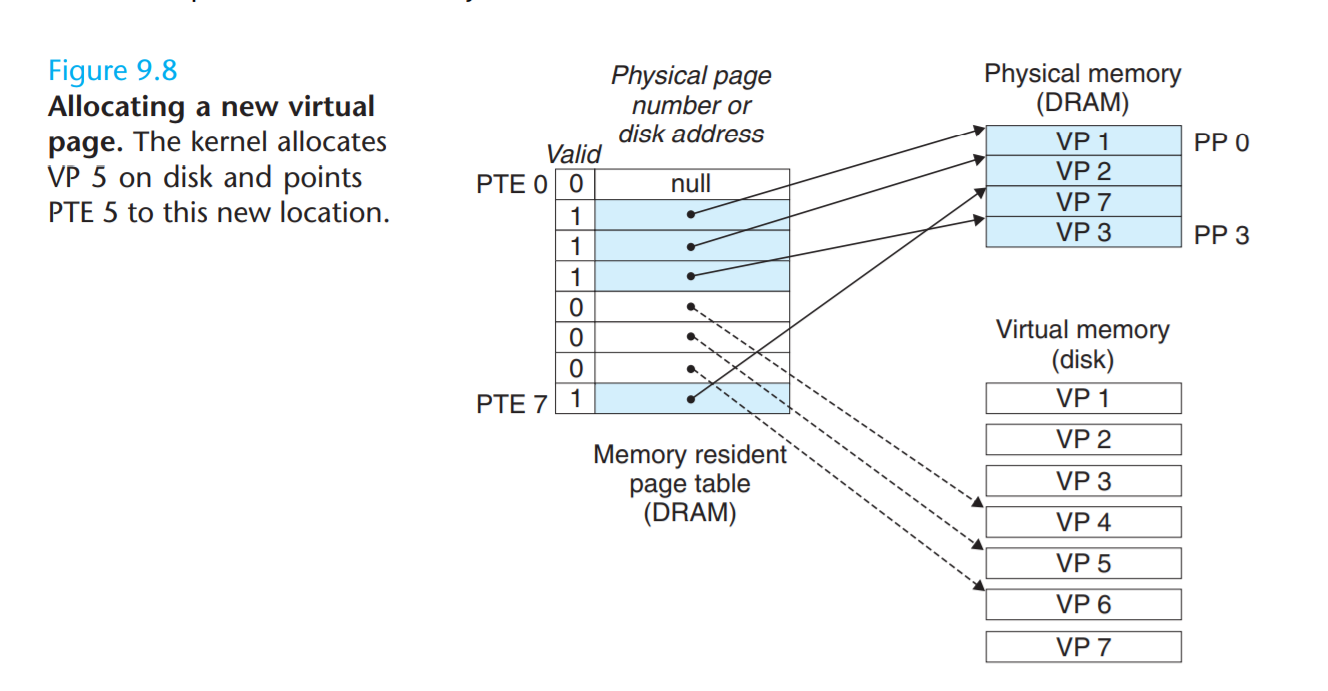 Figure 9.8
Allocating a new virtual
page. The kernel allocates
VP 5 on disk and points
PTE 5 to this new location.
Physical page
number or
disk address
Valid
PTE 0 0 null
1
1
1
0
0
0
PTE 7 1
Memory resident
page table
(DRAM)
Physical memory
(DRAM)
VP 1 PP 0
VP 2
VP 7
VP 3 PP 3
Virtual memory
(disk)
VP 1
VP 2
VP 3
VP 4
VP 5
VP 6
VP 7